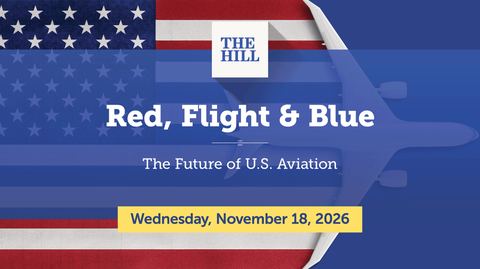 THE
HILL
Red, Flight & Blue
The Future of U.S. Aviation
Wednesday, November 18, 2026